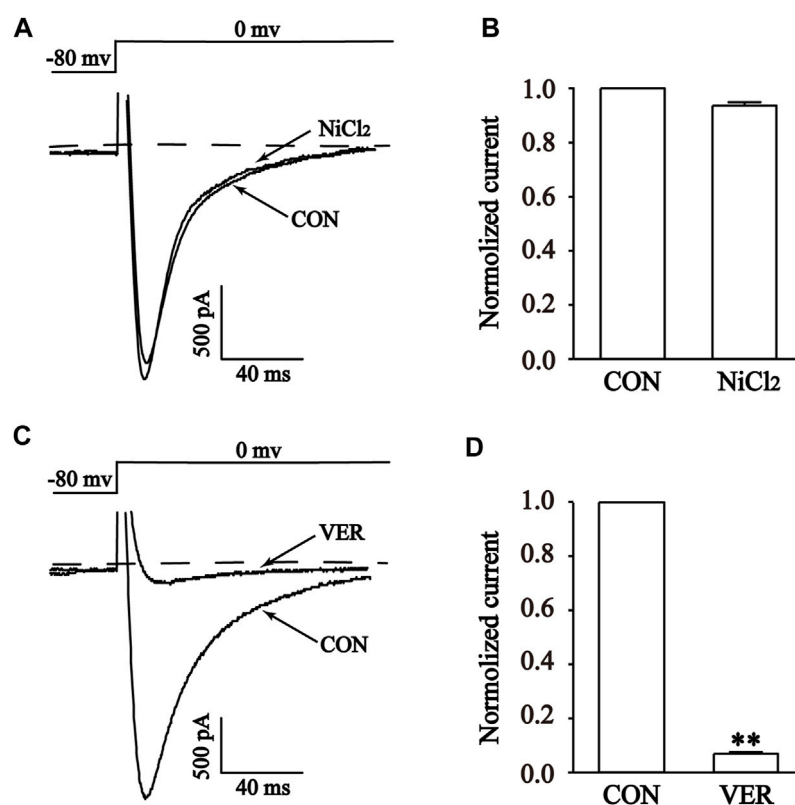 A
-80 mv
0 mv
NiCl₂
CON
500 pA
40 ms
B
Normolized current
1.0
0.8
0.6
0.4
0.2
0.0
CON
NiCl₂
C
-80 mv
0 mv
VER
CON
500 pA
40 ms
D
Normolized current
1.0
0.8
0.6
0.4
0.2
0.0
**
CON
VER